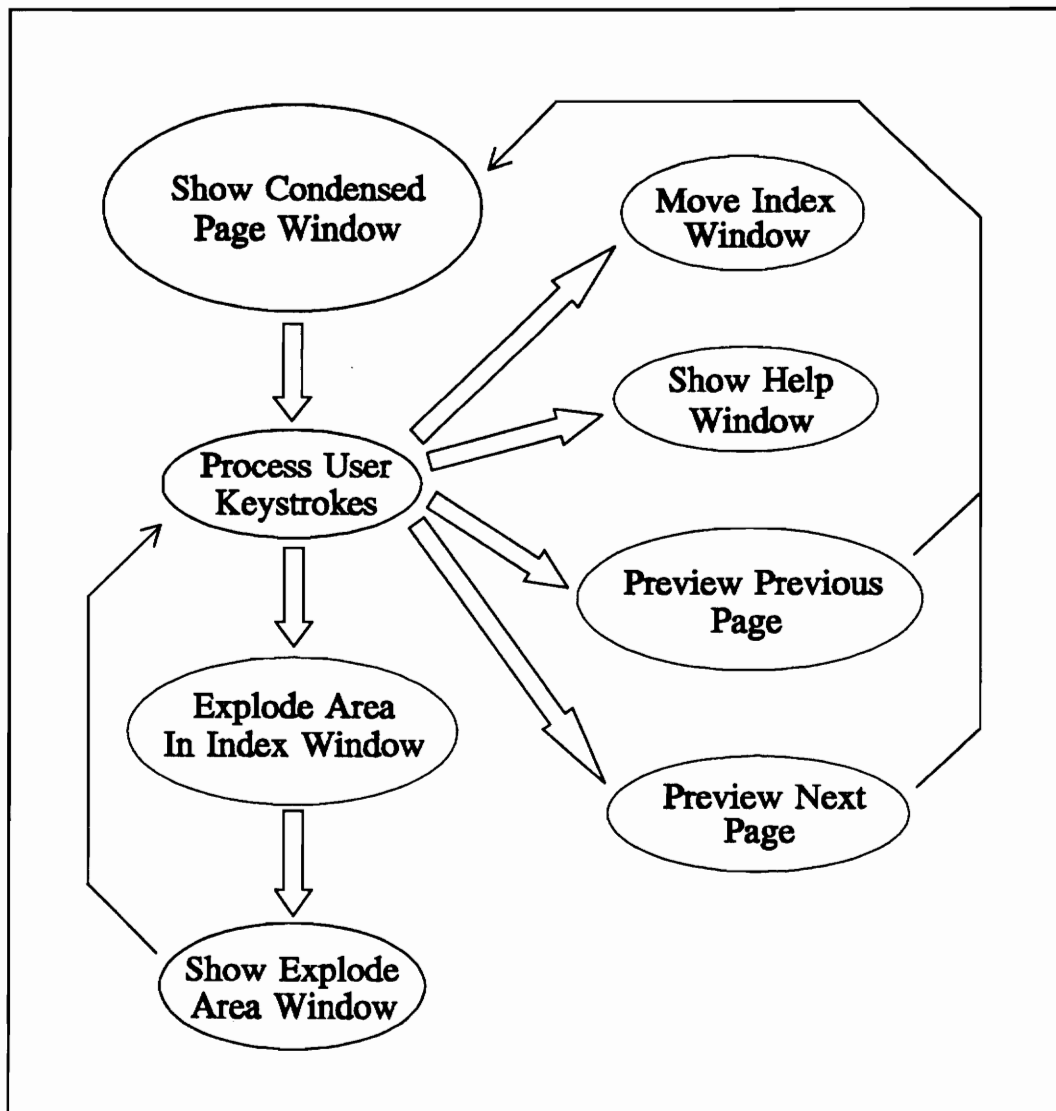 Show Condensed
Page Window
Move Index
Window
Show Help
Window
Process User
Keystrokes
Preview Previous
Page
Explode Area
In Index Window
Preview Next
Page
Show Explode
Area Window